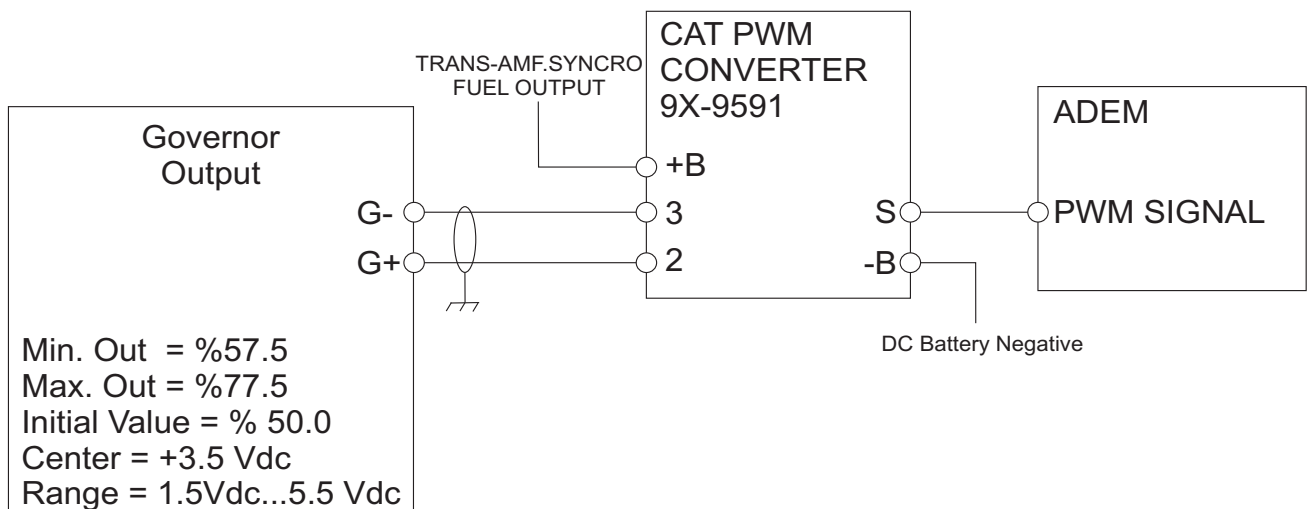 Governor
Output
G-
G+
Min. Out = %57.5
Max. Out = %77.5
Initial Value = % 50.0
Center = +3.5 Vdc
Range = 1.5Vdc...5.5 Vdc
TRANS-AMF.SYNCRO
FUEL OUTPUT
CAT PWM
CONVERTER
9X-9591
+B
3
2
S
-B
DC Battery Negative
ADEM
PWM SIGNAL